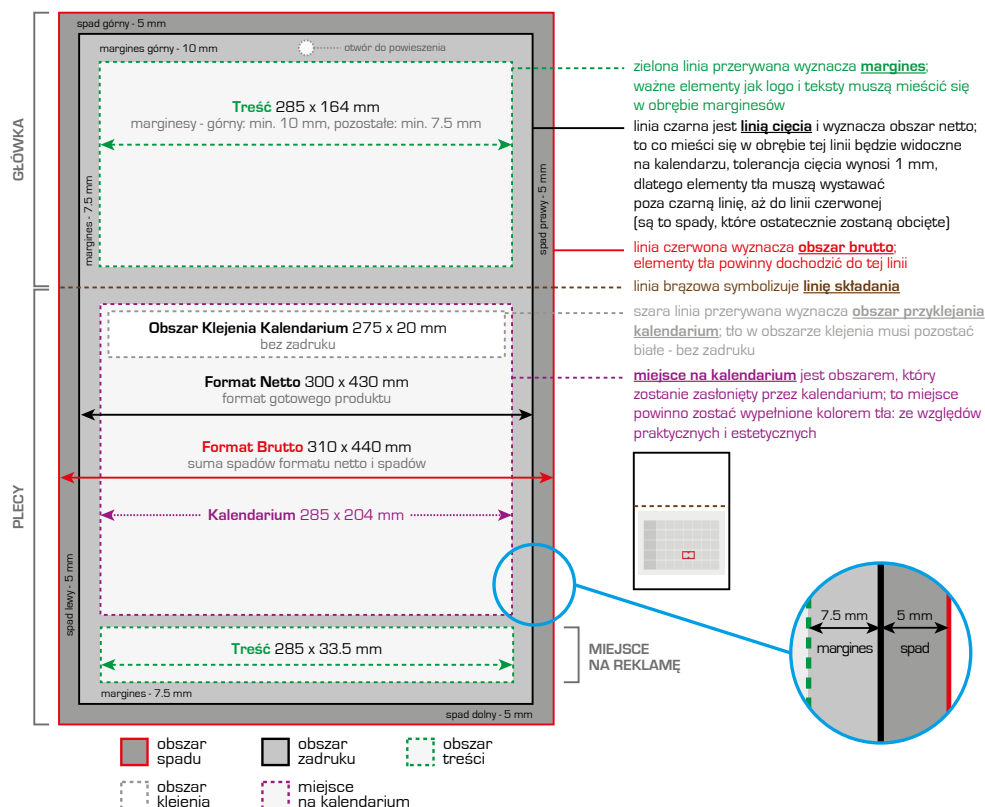 spad górny - 5 mm
margines górny - 10 mm
otwór do powieszenia
GŁÓWKA
Treść 285 x 164 mm
marginesy - górny: min. 10 mm, pozostałe: min. 7.5 mm
margines - 7.5 mm
spad prawy - 5 mm
zielona linia przerywana wyznacza margines;
ważne elementy jak logo i teksty muszą mieścić się
w obrębie marginesów
linia czarna jest linią cięcia i wyznacza obszar netto;
to co mieści się w obrębie tej linii będzie widoczne
na kalendarzu, tolerancja cięcia wynosi 1 mm,
dlatego elementy tła muszą wystawać
poza czarną linię, aż do linii czerwonej
(są to spady, które ostatecznie zostaną obcięte)
linia czerwona wyznacza obszar brutto;
elementy tła powinny dochodzić do tej linii
linia brązowa symbolizuje linię składania
szara linia przerywana wyznacza obszar przyklejania
kalendarium; tło w obszarze klejenia musi pozostać
białe - bez zadruku
miejsce na kalendarium jest obszarem, który
zostanie zasłonięty przez kalendarium; to miejsce
powinno zostać wypełnione kolorem tła: ze względów
praktycznych i estetycznych
PLECY
Obszar Klejenia Kalendarium 275 x 20 mm
bez zadruku
Format Netto 300 x 430 mm
format gotowego produktu
Format Brutto 310 x 440 mm
suma spadów formatu netto i spadów
Kalendarium 285 x 204 mm
spad lewy - 5 mm
Treść 285 x 33.5 mm
margines - 7.5 mm
spad dolny - 5 mm
MIEJSCE
NA REKLAMĘ
7.5 mm
margines
5 mm
spad
obszar
spadu
obszar
zadruku
obszar
treści
obszar
klejenia
miejsce
na kalendarium